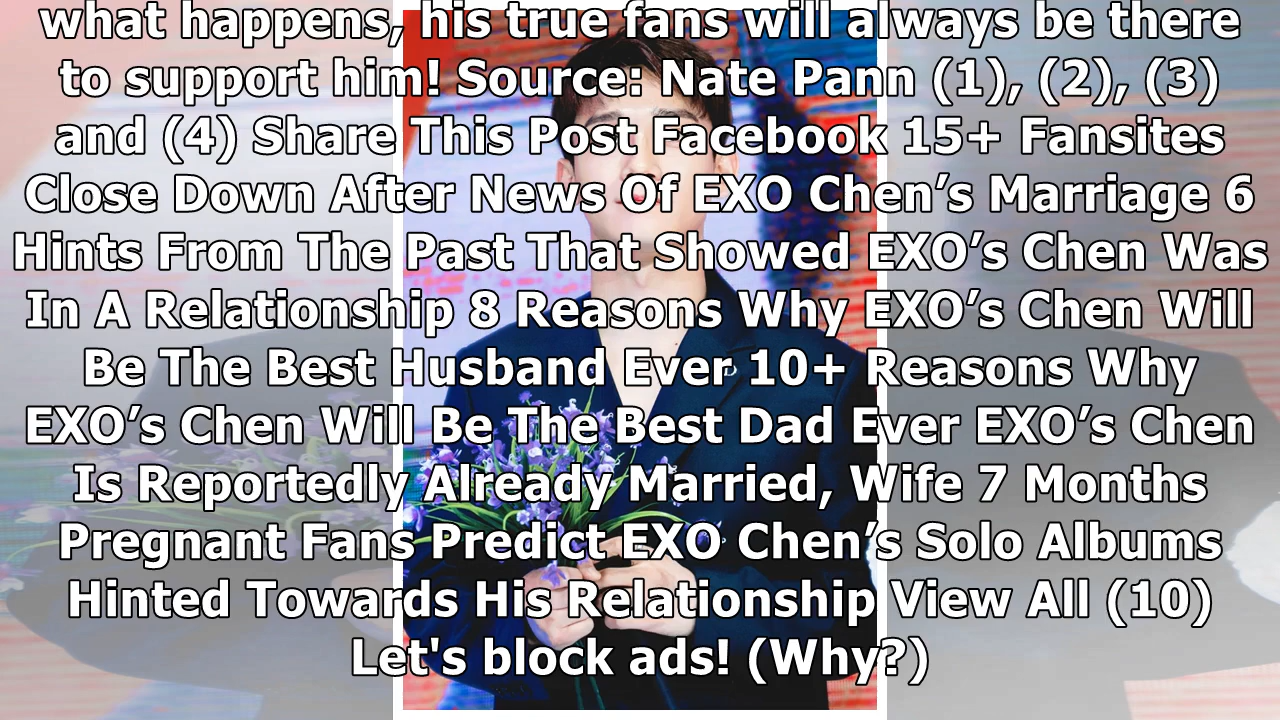 what happens, his true fans will always be there
to support him! Source: Nate Pann (1), (2), (3)
and (4) Share This Post Facebook 15+ Fansites
Close Down After News Of EXO Chen’s Marriage 6
Hints From The Past That Showed EXO’s Chen Was
In A Relationship 8 Reasons Why EXO’s Chen Will
Be The Best Husband Ever 10+ Reasons Why
EXO’s Chen Will Be The Best Dad Ever EXO’s Chen
Is Reportedly Already Married, Wife 7 Months
Pregnant Fans Predict EXO Chen’s Solo Albums
Hinted Towards His Relationship View All (10)
Let's block ads! (Why?)